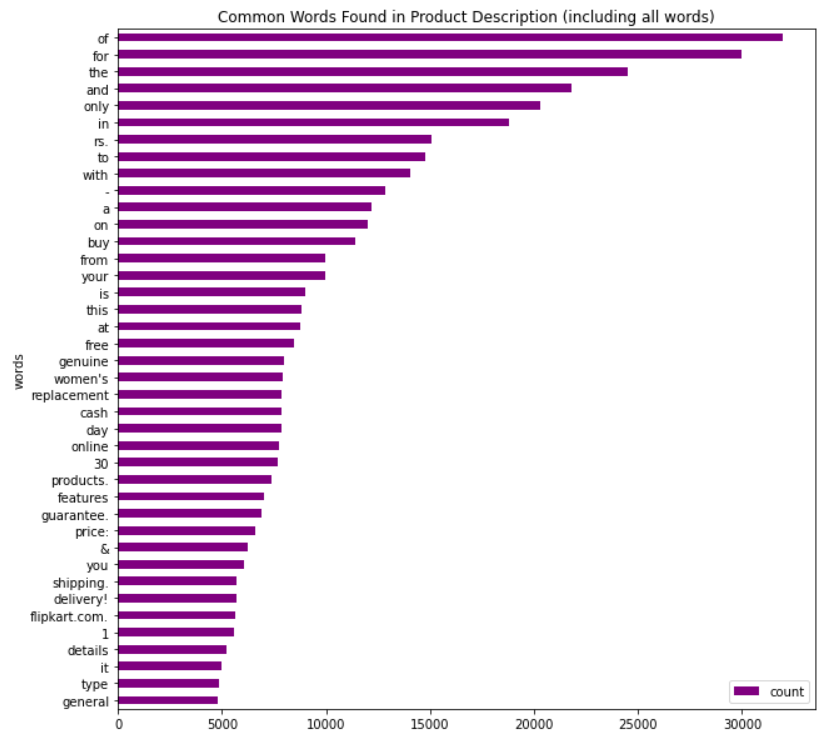 Common Words Found in Product Description (including all words)
of
for
the
and
only
in
rs.
to
with
-
a
on
buy
from
your
is
this
at
free
genuine
women's
replacement
cash
day
online
30
products.
features
guarantee.
price:
&
you
shipping.
delivery!
flipkart.com.
1
details
it
type
general
words
count
0 5000 10000 15000 20000 25000 30000